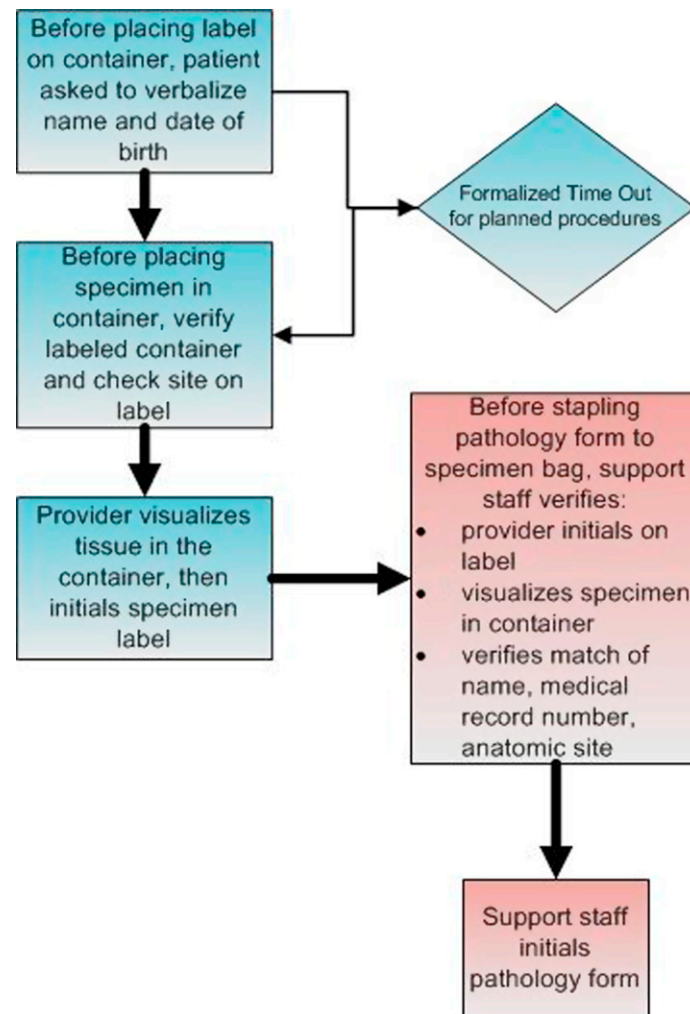 Before placing label
on container, patient
asked to verbalize
name and date of
birth
Formalized Time Out
for planned procedures
Before placing
specimen in
container, verify
labeled container
and check site on
label
Provider visualizes
tissue in the
container, then
initials specimen
label
Before stapling
pathology form to
specimen bag, support
staff verifies:
• provider initials on
label
• visualizes specimen
in container
• verifies match of
name, medical
record number,
anatomic site
Support staff
initials
pathology form